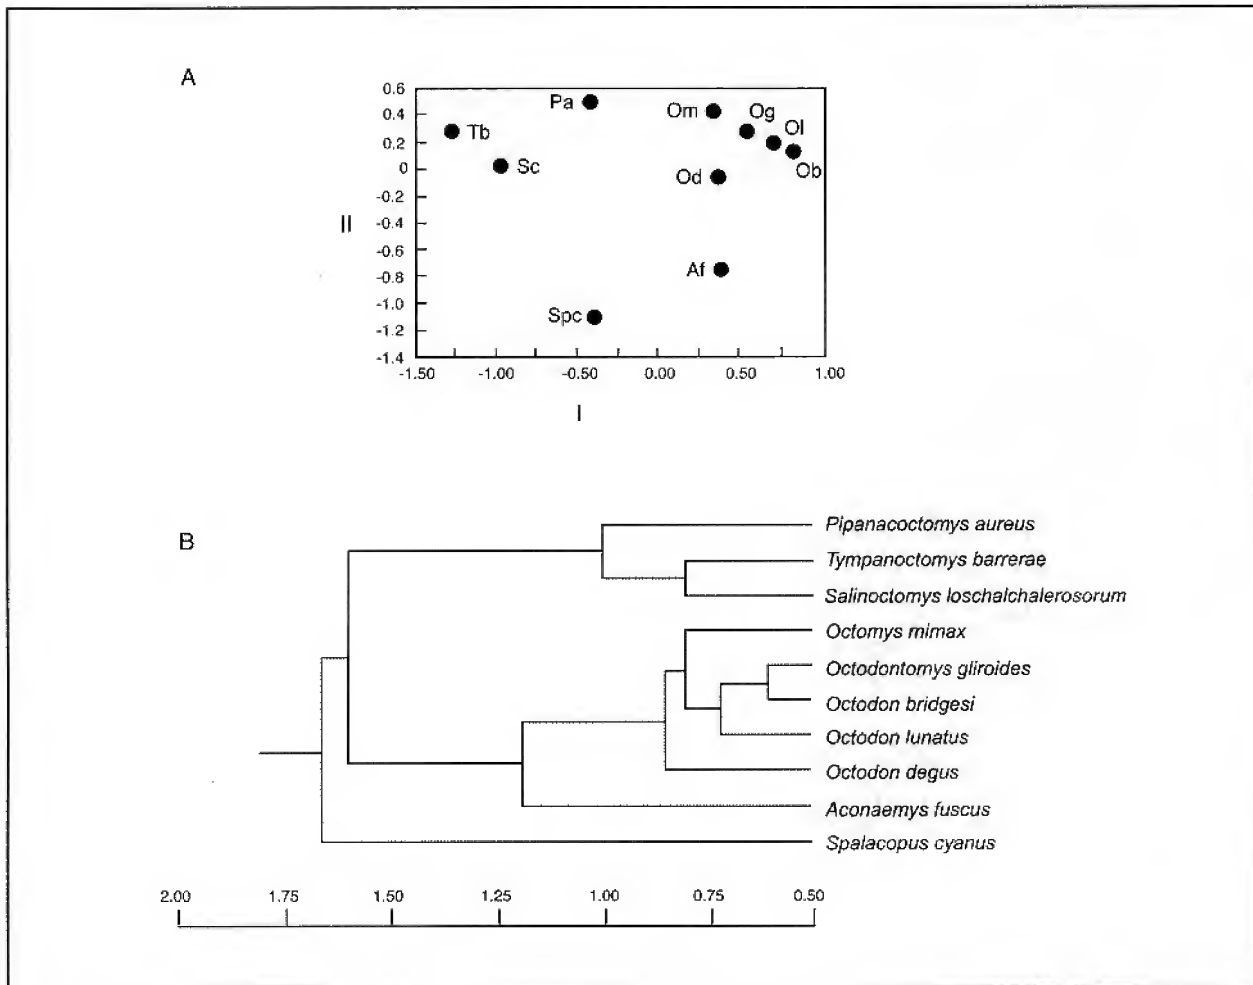 A
0.6
0.4
0.2
0
-0.2
-0.4
-0.6
-0.8
-1.0
-1.2
-1.4
II
Pa
Om
Og
Ol
Tb
Sc
Od
Ob
Af
Spc
-1.50 -1.00 -0.50 0.00 0.50 1.00
I
B
Pipanacoctomys aureus
Tympanoctomys barrerae
Salinoctomys loschalchalerosorum
Octomys mimax
Octodontomys gliroides
Octodon bridgesi
Octodon lunatus
Octodon degus
Aconaemys fuscus
Spalacopus cyanus
2.00 1.75 1.50 1.25 1.00 0.75 0.50